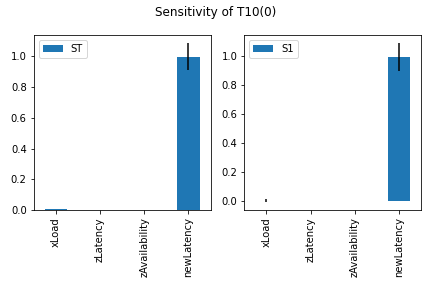 Sensitivity of T10(0)
ST
1.0
0.8
0.6
0.4
0.2
0.0
xLoad
zLatency
zAvailability
newLatency
S1
1.0
0.8
0.6
0.4
0.2
0.0
xLoad
zLatency
zAvailability
newLatency